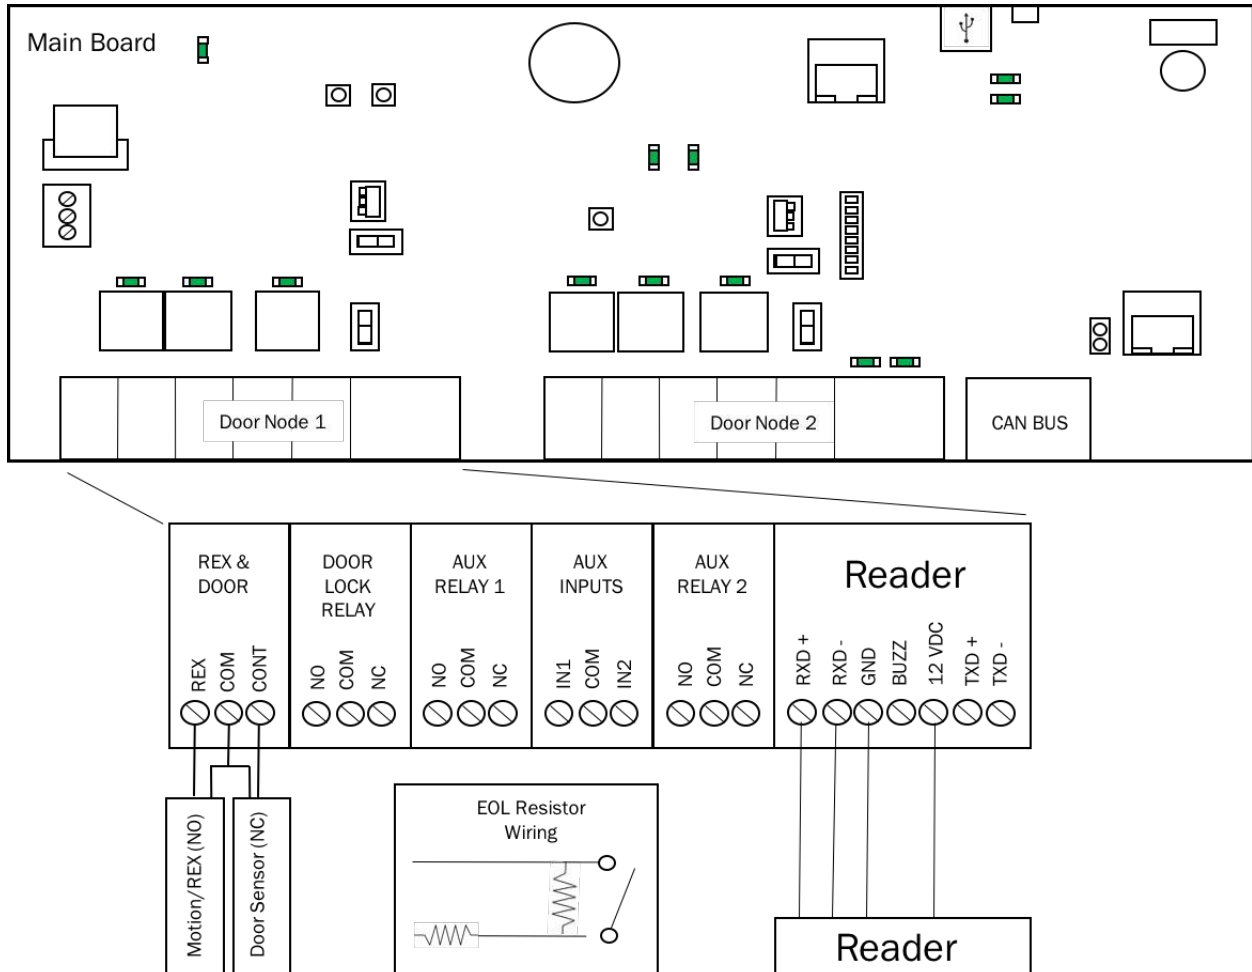 Main Board
Door Node 1
Door Node 2
CAN BUS
REX &
DOOR
DOOR
LOCK
RELAY
AUX
RELAY 1
AUX
INPUTS
AUX
RELAY 2
Reader
REX
COM
CONT
NO
COM
NC
NO
COM
NC
IN1
COM
IN2
NO
COM
NC
RXD +
RXD -
GND
BUZZ
12 VDC
TXD +
TXD -
Motion/REX (NO)
Door Sensor (NC)
EOL Resistor
Wiring
Reader